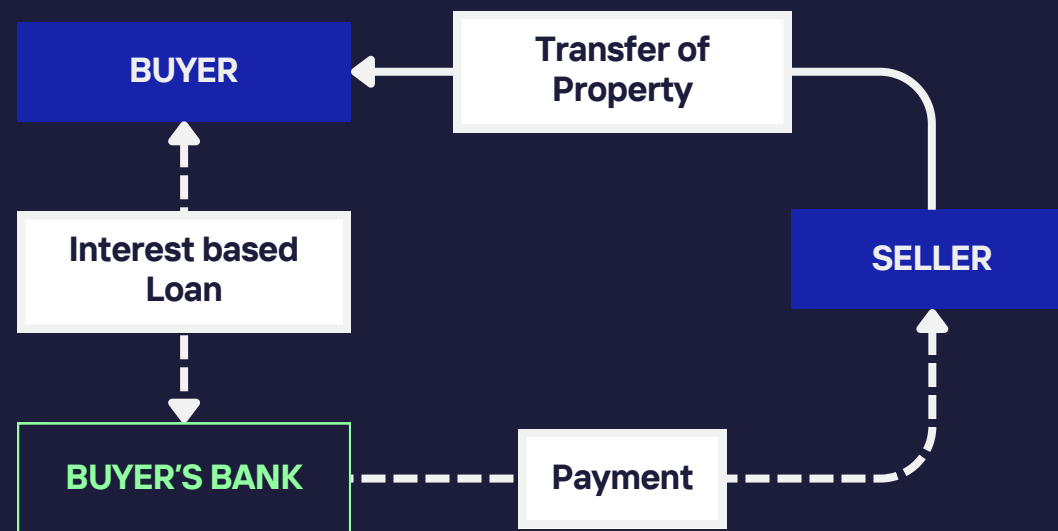 BUYER
Transfer of
Property
Interest based
Loan
SELLER
BUYER'S BANK
Payment